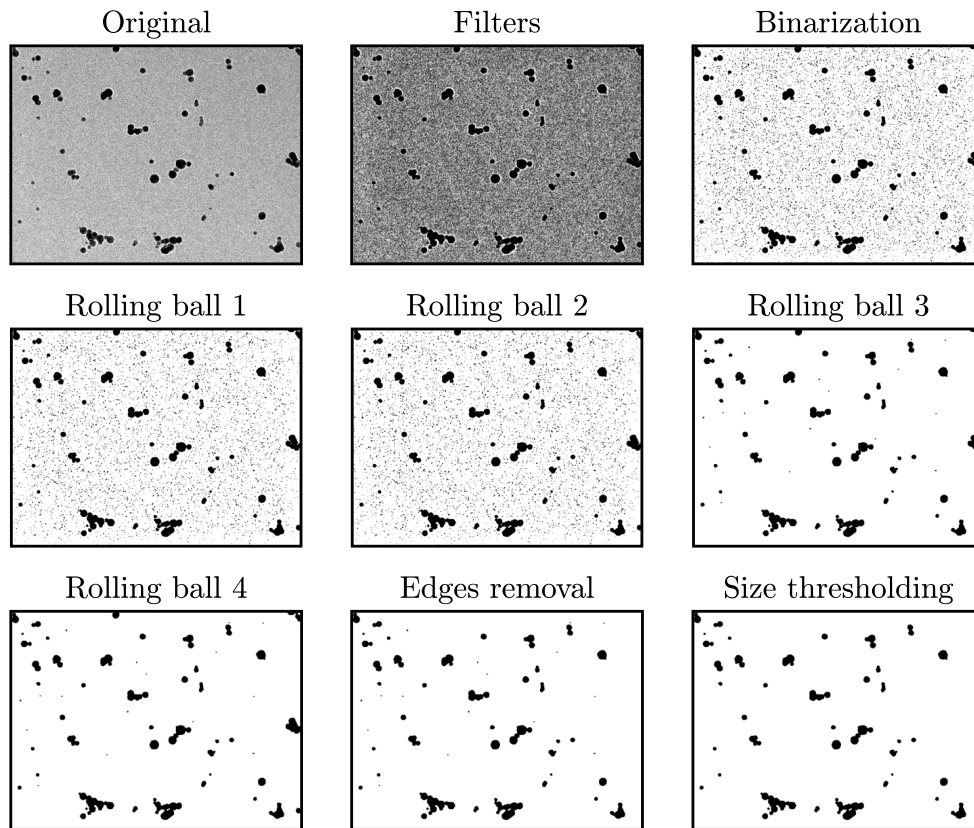 Original
Filters
Binarization
Rolling ball 1
Rolling ball 2
Rolling ball 3
Rolling ball 4
Edges removal
Size thresholding